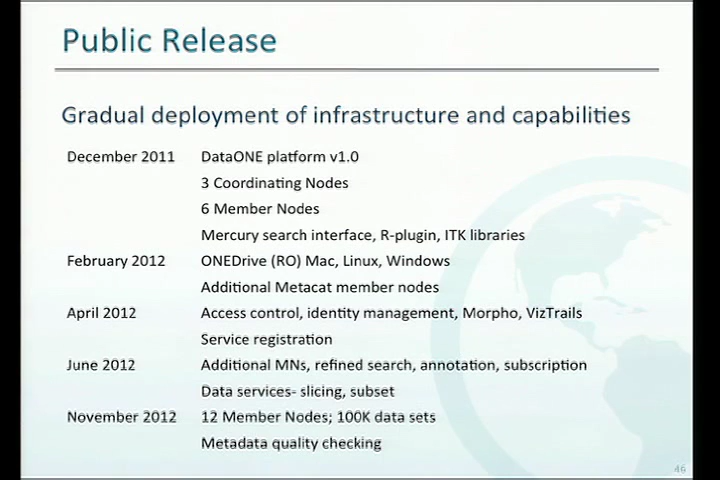 Public Release
Gradual deployment of infrastructure and capabilities
December 2011 DataONE platform v1.0
3 Coordinating Nodes
6 Member Nodes
Mercury search interface, R-plugin, ITK libraries
February 2012 ONEDrive (RO) Mac, Linux, Windows
Additional Metacat member nodes
April 2012 Access control, identity management, Morpho, VizTrails
Service registration
June 2012 Additional MNs, refined search, annotation, subscription
Data services- slicing, subset
November 2012 12 Member Nodes; 100K data sets
Metadata quality checking
46